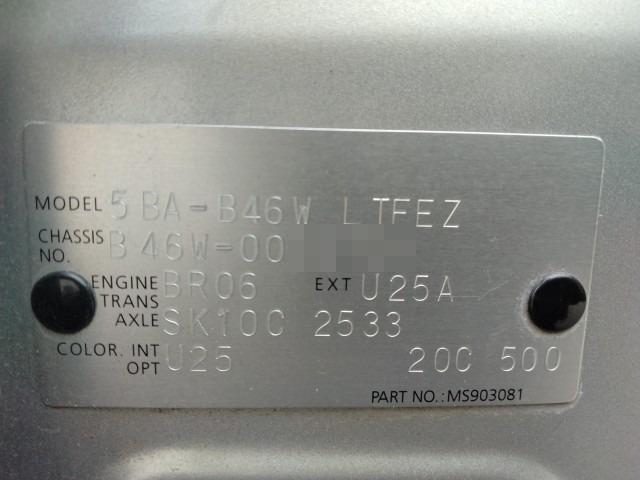 MODEL 5BA-B46W LTFEZ
CHASSIS NO. B46W-00
ENGINE BR06 EXT U25A
TRANS AXLE SK10C 2533
COLOR. INT OPT U25 20C 500
PART NO.:MS903081